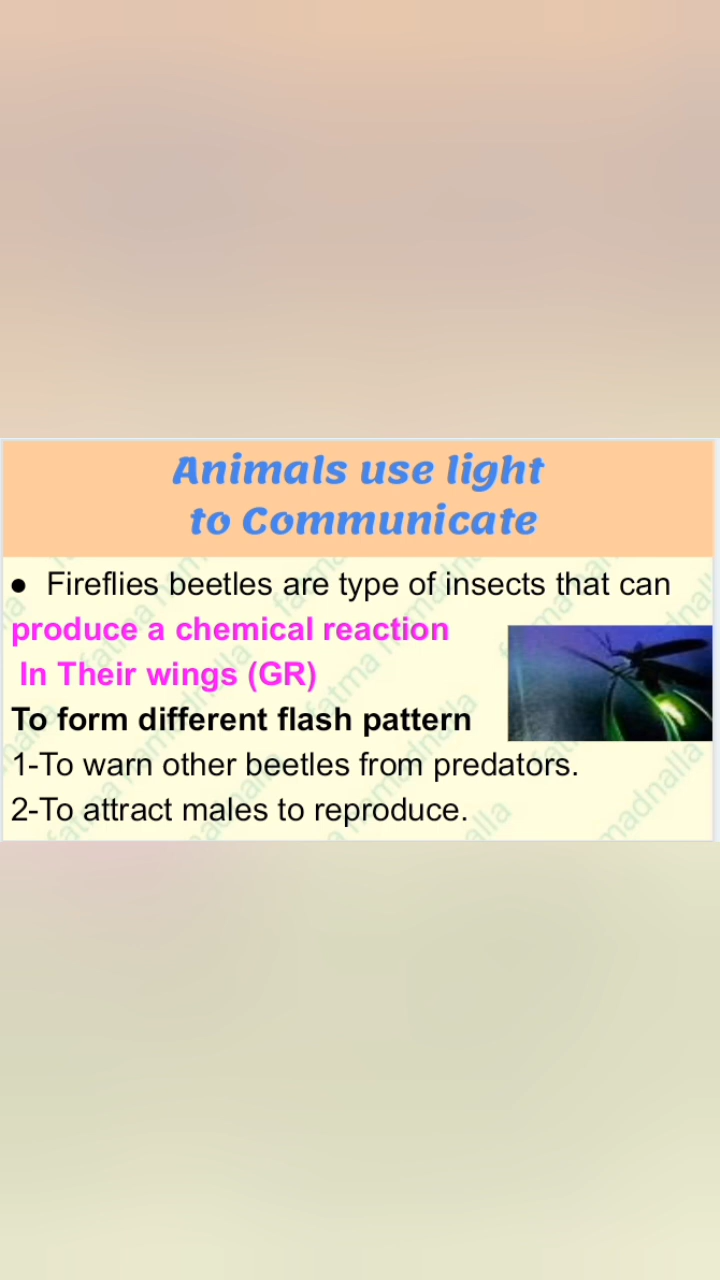 Animals use light
to Communicate
● Fireflies beetles are type of insects that can
produce a chemical reaction
In Their wings (GR)
To form different flash pattern
1-To warn other beetles from predators.
2-To attract males to reproduce.